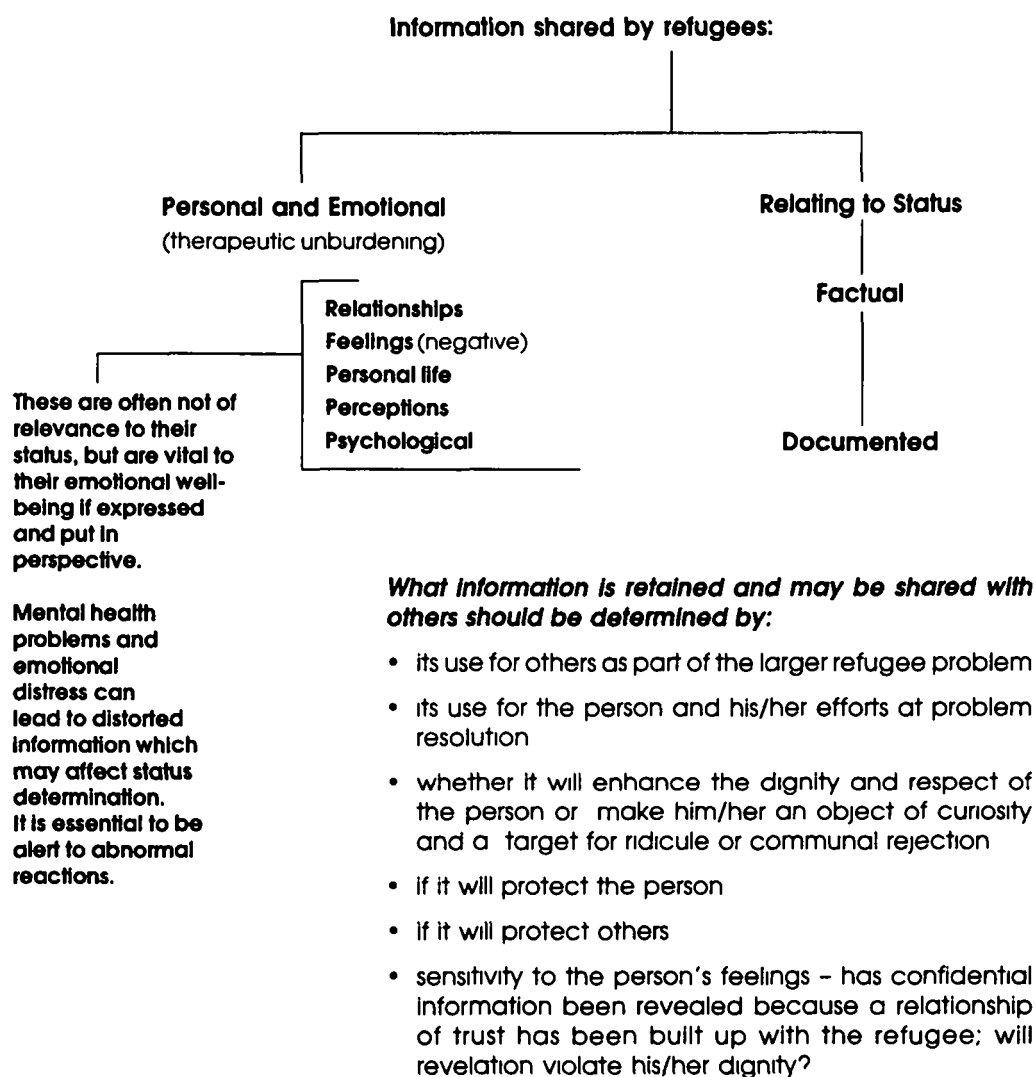 Information shared by refugees:
Personal and Emotional
(therapeutic unburdening)
Relationships
Feelings (negative)
Personal life
Perceptions
Psychological
These are often not of
relevance to their
status, but are vital to
their emotional well-
being if expressed
and put in
perspective.
Mental health
problems and
emotional
distress can
lead to distorted
information which
may affect status
determination.
It is essential to be
alert to abnormal
reactions.
Relating to Status
Factual
Documented
What information is retained and may be shared with
others should be determined by:
• its use for others as part of the larger refugee problem
• its use for the person and his/her efforts at problem
resolution
• whether it will enhance the dignity and respect of
the person or make him/her an object of curiosity
and a target for ridicule or communal rejection
• if it will protect the person
• if it will protect others
• sensitivity to the person's feelings – has confidential
information been revealed because a relationship
of trust has been built up with the refugee; will
revelation violate his/her dignity?